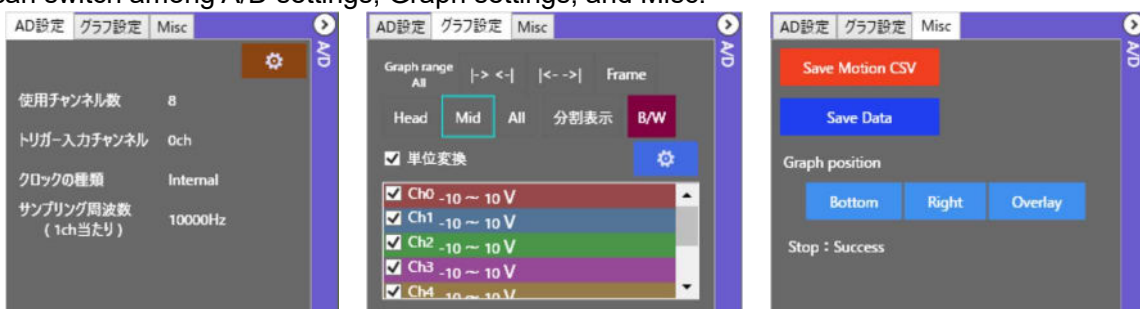 can switch among A/D settings, Graph settings, and Misc.
AD設定 グラフ設定 Misc
A/D
使用チャンネル数 8
トリガー入力チャンネル 0ch
クロックの種類 Internal
サンプリング周波数
(1ch当たり) 10000Hz
AD設定 グラフ設定 Misc
A/D
Graph range
All |-> <-| |<- ->| Frame
Head Mid All 分割表示 B/W
単位変換
Ch0 -10 ～ 10 V
Ch1 -10 ～ 10 V
Ch2 -10 ～ 10 V
Ch3 -10 ～ 10 V
Ch4 -10 ～ 10 V
AD設定 グラフ設定 Misc
A/D
Save Motion CSV
Save Data
Graph position
Bottom Right Overlay
Stop：Success